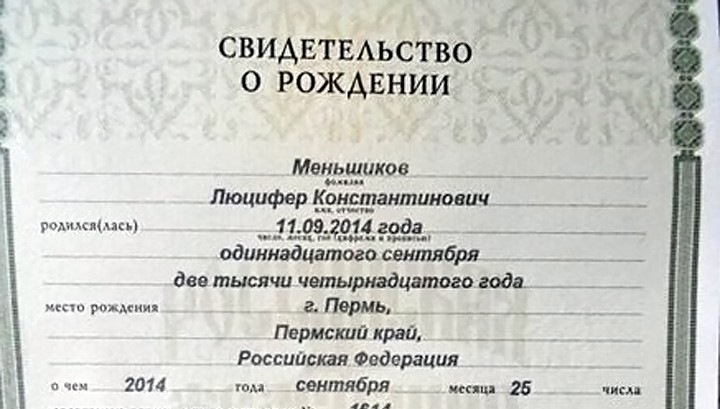 СВИДЕТЕЛЬСТВО
О РОЖДЕНИИ
Меньшиков
фамилия
Люцифер Константинович
имя, отчество
родился(лась) 11.09.2014 года
число, месяц, год (цифрами и прописью)
одиннадцатого сентября
две тысячи четырнадцатого года
место рождения г. Пермь,
Пермский край,
Российская Федерация
о чем 2014 года сентября месяца 25 числа